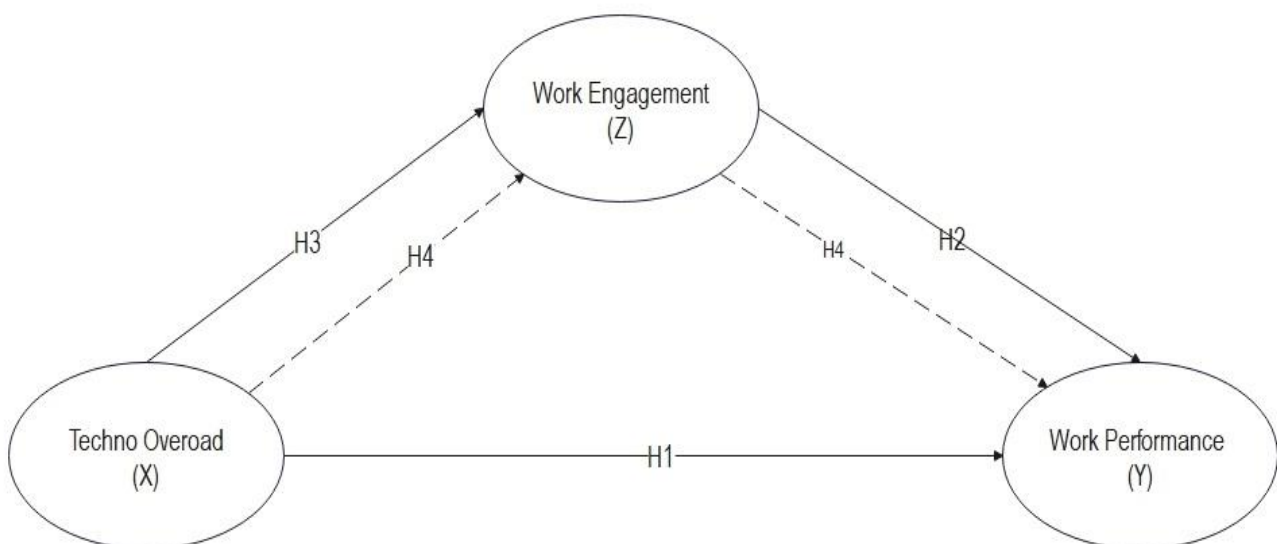 Work Engagement
(Z)
H3
H4
H4
H2
Techno Overoad
(X)
H1
Work Performance
(Y)